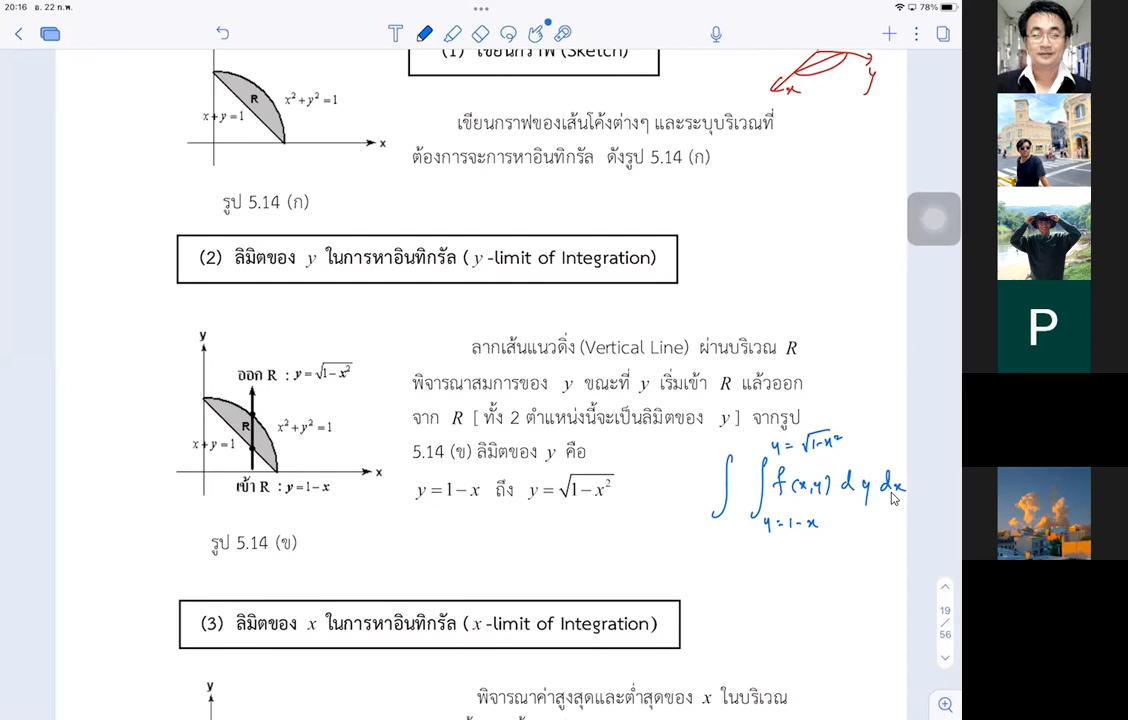 20:16 อ. 22 ก.พ.
78%
T
(1) เขียนกราฟ (Sketch)
R
x² + y² = 1
x + y = 1
x
x
y
เขียนกราฟของเส้นโค้งต่างๆ และระบุบริเวณที่
ต้องการจะการหาอินทิกรัล ดังรูป 5.14 (ก)
รูป 5.14 (ก)
(2) ลิมิตของ y ในการหาอินทิกรัล ( y -limit of Integration)
y
ออก R : y = √1-x²
R
x² + y² = 1
x + y = 1
x
เข้า R : y = 1-x
รูป 5.14 (ข)
ลากเส้นแนวดิ่ง (Vertical Line) ผ่านบริเวณ R
พิจารณาสมการของ y ขณะที่ y เริ่มเข้า R แล้วออก
จาก R [ ทั้ง 2 ตำแหน่งนี้จะเป็นลิมิตของ y ] จากรูป
5.14 (ข) ลิมิตของ y คือ
y = 1 - x ถึง y = √1 - x²
y = √1-x²
∫ ∫ f(x,y) dy dx
y = 1-x
(3) ลิมิตของ x ในการหาอินทิกรัล ( x -limit of Integration)
y
พิจารณาค่าสูงสุดและต่ำสุดของ x ในบริเวณ
19
/
56
P